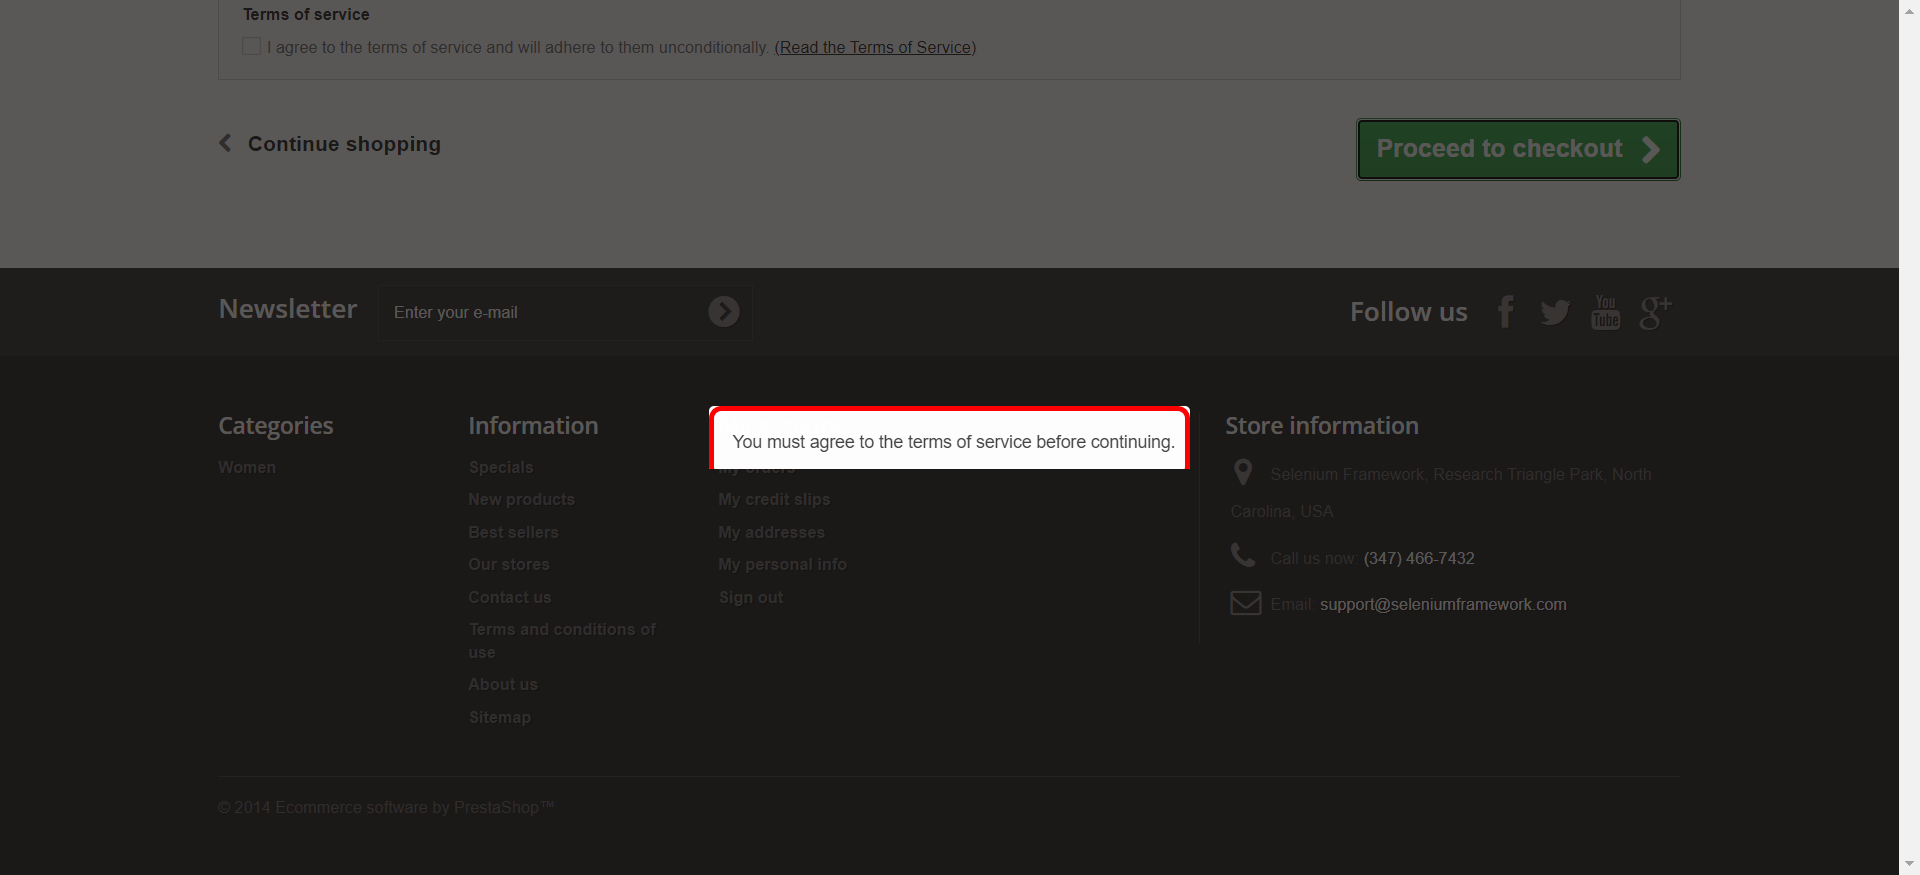 Terms of service
I agree to the terms of service and will adhere to them unconditionally. (Read the Terms of Service)
Continue shopping
Proceed to checkout
Newsletter
Enter your e-mail
Follow us
You
Tube
g+
Categories
Women
Information
Specials
New products
Best sellers
Our stores
Contact us
Terms and conditions of
use
About us
Sitemap
You must agree to the terms of service before continuing.
My orders
My credit slips
My addresses
My personal info
Sign out
Store information
Selenium Framework, Research Triangle Park, North
Carolina, USA
Call us now: (347) 466-7432
Email: support@seleniumframework.com
© 2014 Ecommerce software by PrestaShop™